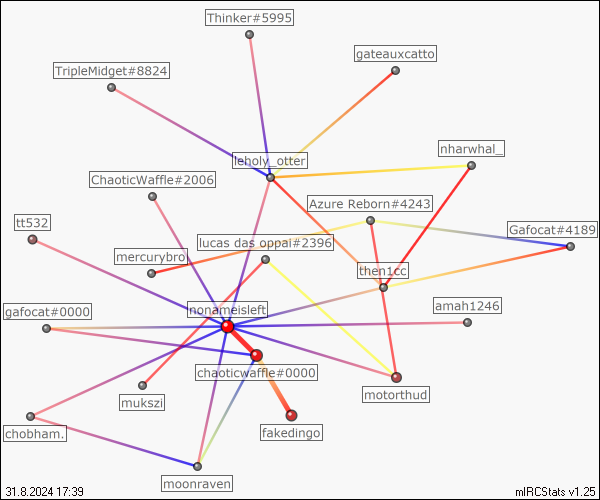 Thinker#5995
gateauxcatto
TripleMidget#8824
nharwhal_
leholy_otter
ChaoticWaffle#2006
Azure Reborn#4243
tt532
Gafocat#4189
lucas das oppai#2396
mercurybro
then1cc
amah1246
nonameisleft
gafocat#0000
chaoticwaffle#0000
motorthud
mukszi
fakedingo
chobham.
moonraven
31.8.2024 17:39
mIRCStats v1.25